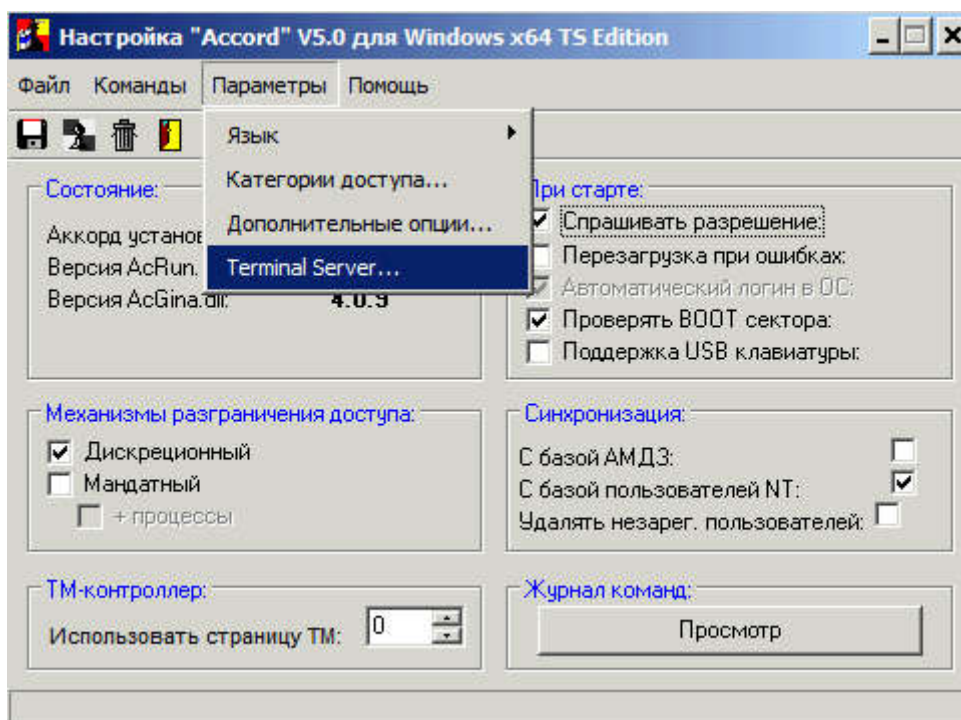 Настройка "Accord" V5.0 для Windows x64 TS Edition
Файл Команды Параметры Помощь
Язык
Категории доступа...
Дополнительные опции...
Terminal Server...
Состояние:
Аккорд установ
Версия AcRun.
Версия AcGina.dll: 4.0.9
При старте:
Спрашивать разрешение:
Перезагрузка при ошибках:
Автоматический логин в ОС:
Проверять BOOT сектора:
Поддержка USB клавиатуры:
Механизмы разграничения доступа:
Дискреционный
Мандатный
+ процессы
Синхронизация:
С базой АМДЗ:
С базой пользователей NT:
Удалять незарег. пользователей:
ТМ-контроллер:
Использовать страницу ТМ: 0
Журнал команд:
Просмотр